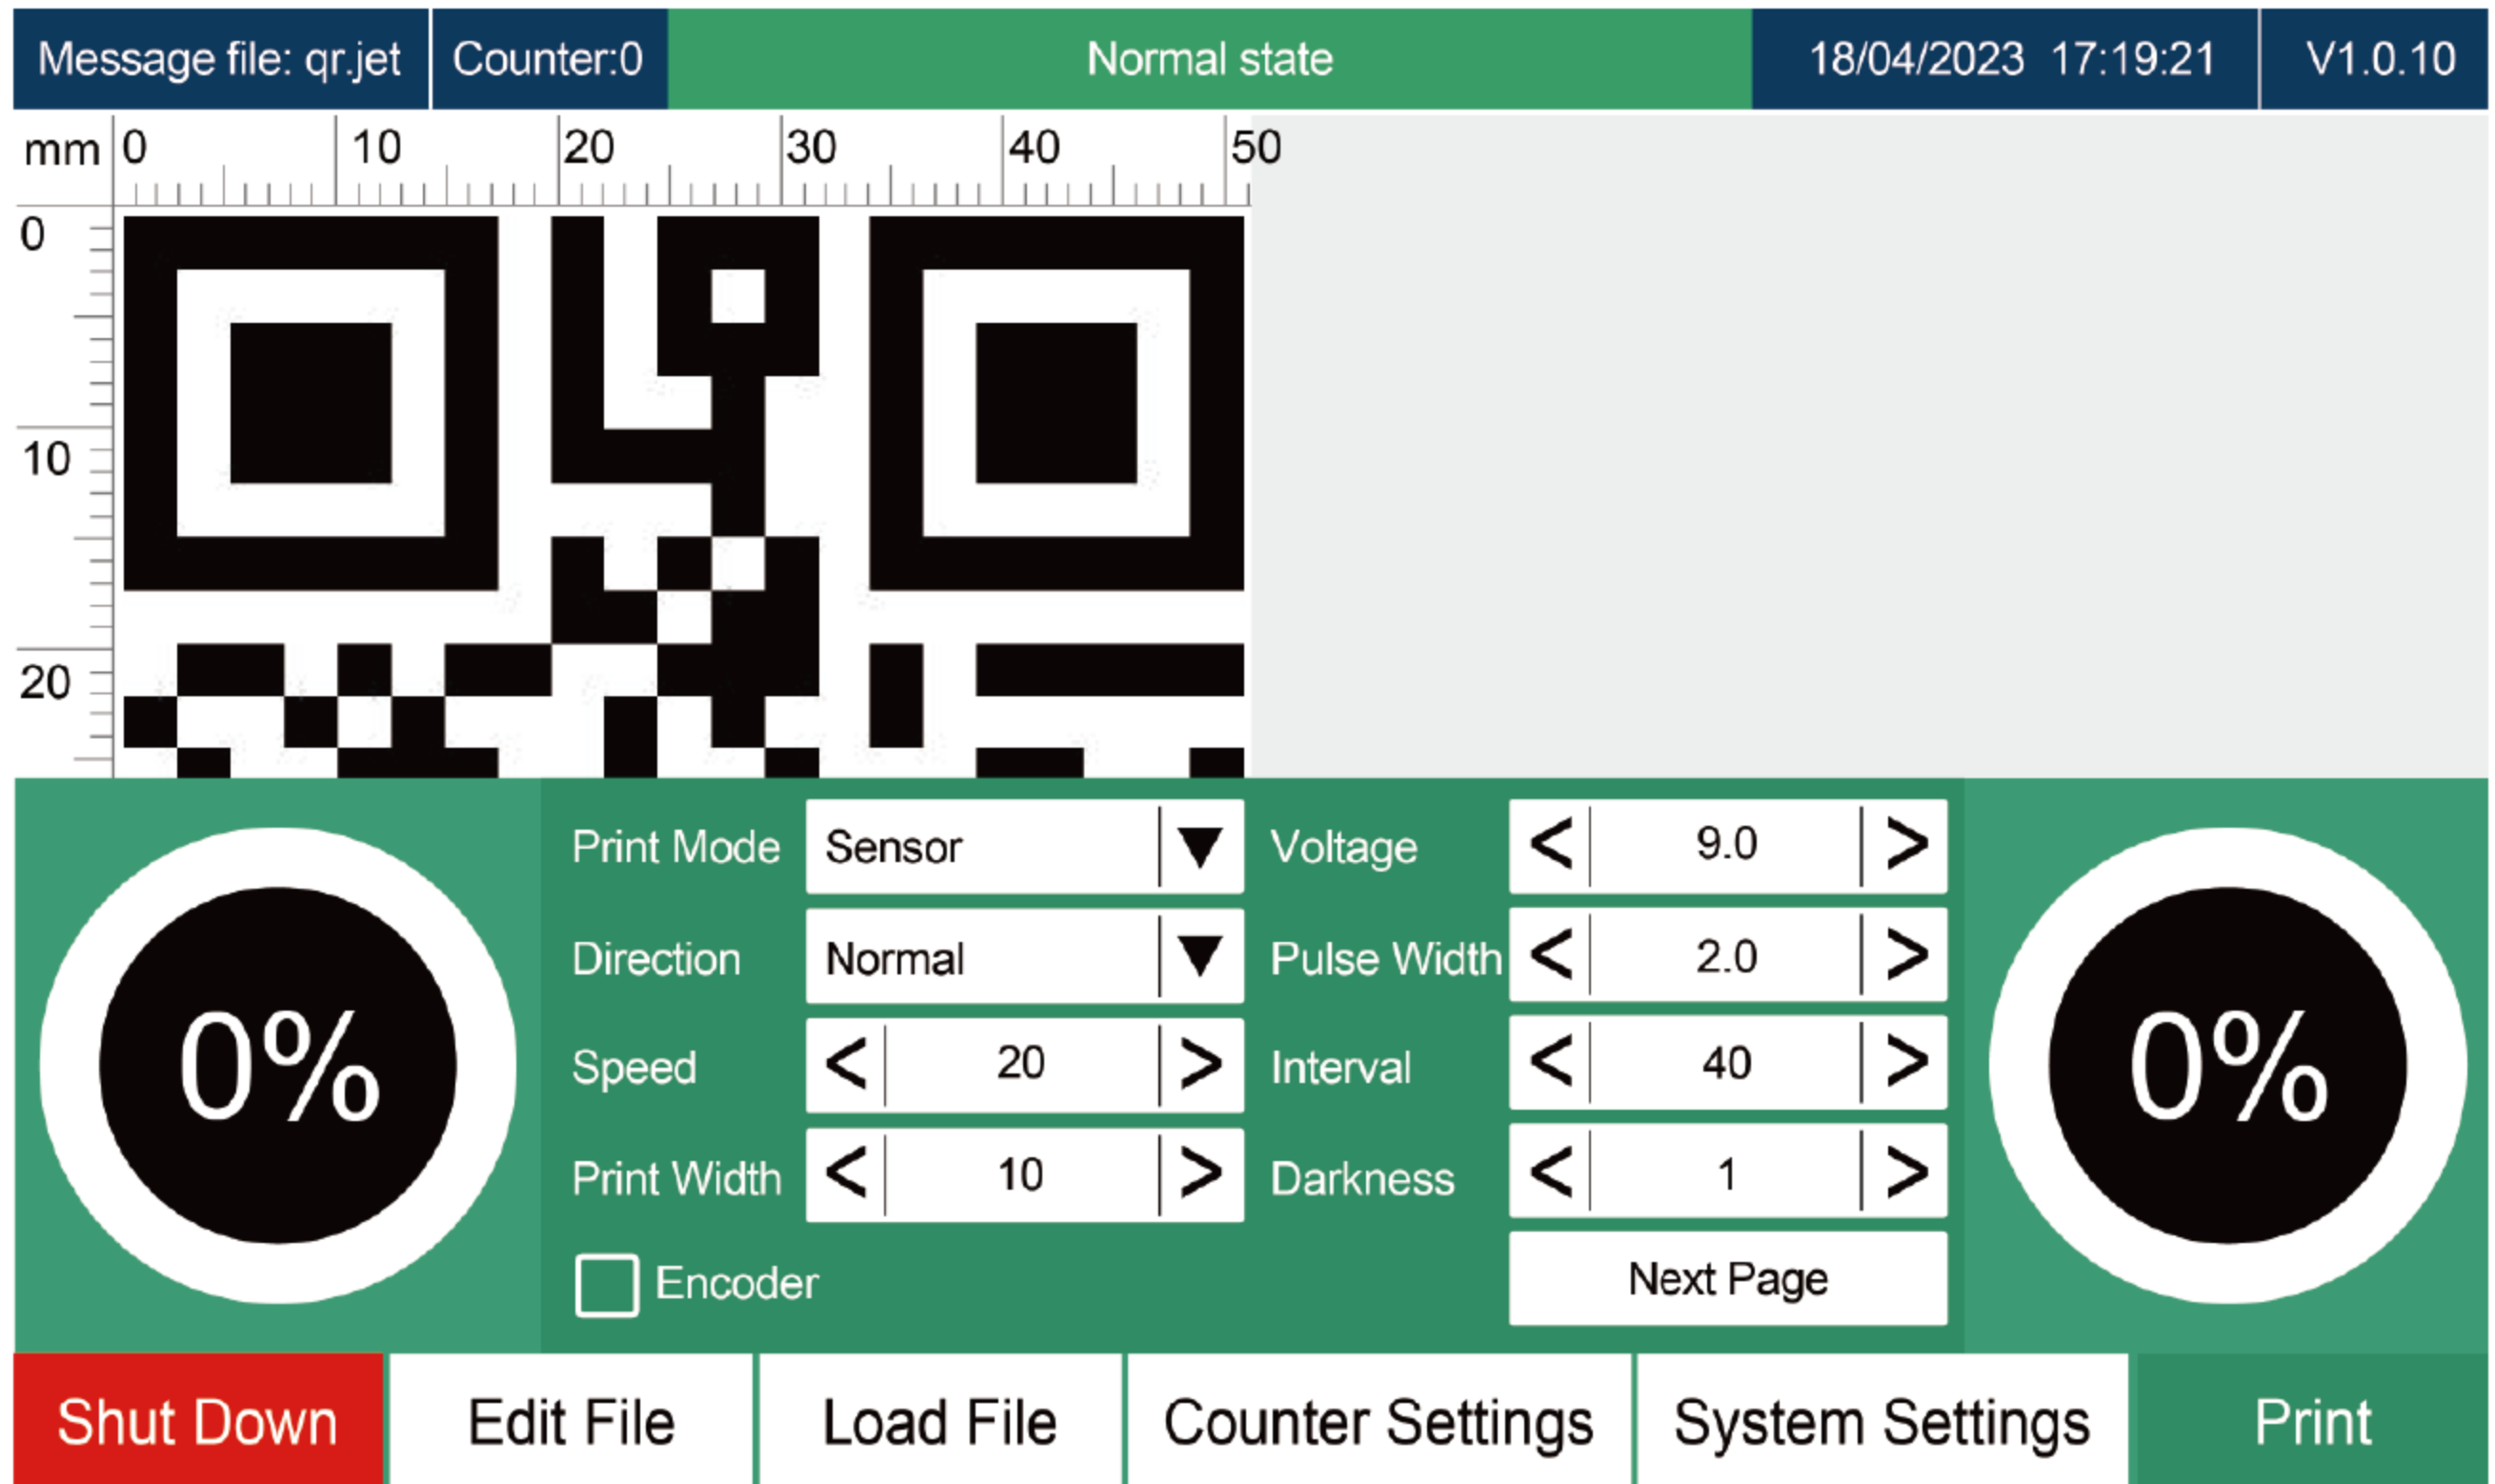 Message file: qr.jet Counter:0 Normal state 18/04/2023 17:19:21 V1.0.10
mm 0 10 20 30 40 50
0
10
20
Print Mode Sensor Voltage < 9.0 >
Direction Normal Pulse Width < 2.0 >
0% Speed < 20 > Interval < 40 > 0%
Print Width < 10 > Darkness < 1 >
Encoder Next Page
Shut Down Edit File Load File Counter Settings System Settings Print